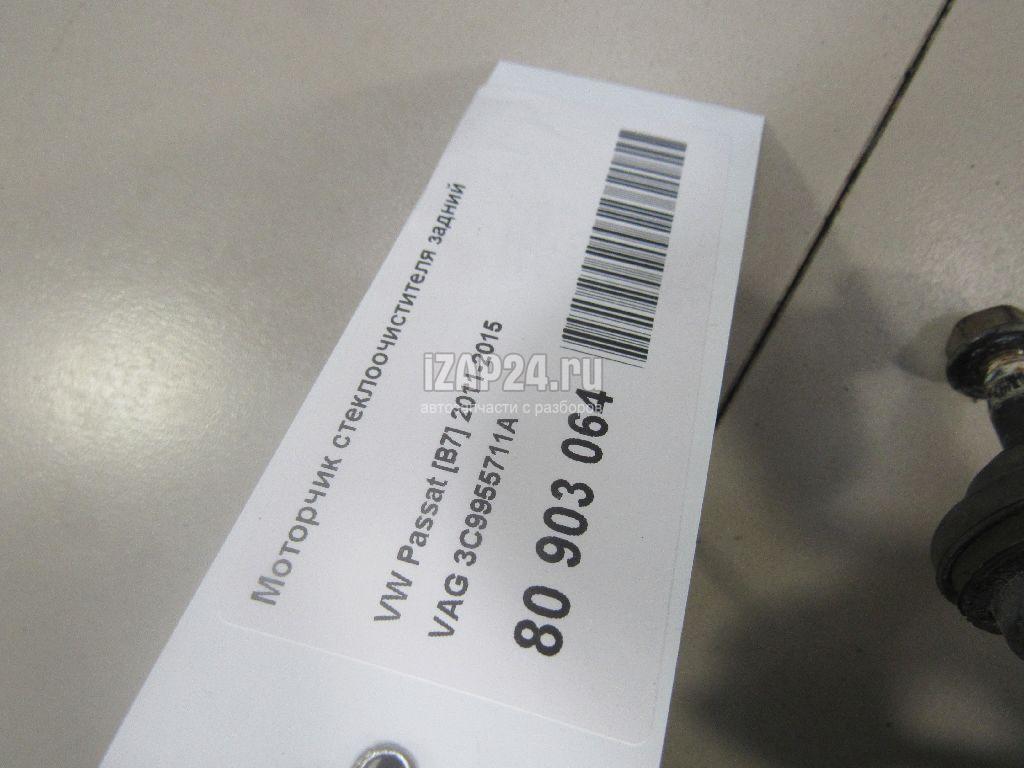 Моторчик стеклоочистителя задний
VW Passat [B7] 2011-2015
VAG 3C9955711A
80 903 064
iZAP24.ru
автозапчасти с разборов